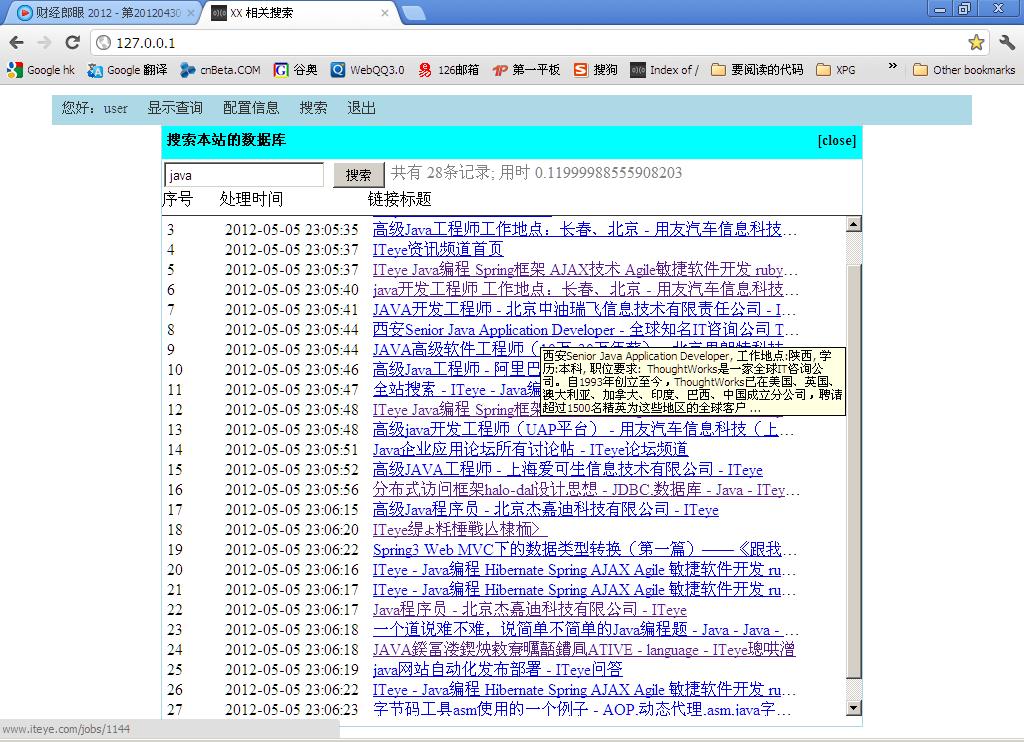 财经郎眼 2012 - 第20120430
XX 相关搜索
127.0.0.1
Google hk Google 翻译 cnBeta.COM 谷奥 WebQQ3.0 126邮箱 第一平板 搜狗 Index of / 要阅读的代码 XPG » Other bookmarks
您好：user 显示查询 配置信息 搜索 退出
搜索本站的数据库 [close]
java 搜索 共有 28条记录; 用时 0.11999988555908203
序号 处理时间 链接标题
3 2012-05-05 23:05:35 高级Java工程师工作地点：长春、北京 - 用友汽车信息科技…
4 2012-05-05 23:05:37 ITeye资讯频道首页
5 2012-05-05 23:05:37 ITeye Java编程 Spring框架 AJAX技术 Agile敏捷软件开发 ruby…
6 2012-05-05 23:05:40 java开发工程师 工作地点：长春、北京 - 用友汽车信息科技…
7 2012-05-05 23:05:41 JAVA开发工程师 - 北京中油瑞飞信息技术有限责任公司 - I…
8 2012-05-05 23:05:44 西安Senior Java Application Developer - 全球知名IT咨询公司 T…
9 2012-05-05 23:05:44 JAVA高级软件工程师
10 2012-05-05 23:05:46 高级Java开发 - 阿里巴
11 2012-05-05 23:05:47 全站搜索 - ITeye - Java编
12 2012-05-05 23:05:48 ITeye Java编程 Spring框架
西安Senior Java Application Developer, 工作地点:陕西, 学
历:本科, 职位要求: ThoughtWorks是一家全球IT咨询公
司。自1993年创立至今，ThoughtWorks已在美国、英国、
澳大利亚、加拿大、印度、巴西、中国成立分公司，聘请
超过1500名精英为这些地区的全球客户 ...
13 2012-05-05 23:05:48 高级java开发工程师（UAP平台） - 用友汽车信息科技（上…
14 2012-05-05 23:05:51 Java企业应用论坛所有讨论帖 - ITeye论坛频道
15 2012-05-05 23:05:52 高级JAVA工程师 - 上海爱可生信息技术有限公司 - ITeye
16 2012-05-05 23:05:56 分布式访问框架halo-dal设计思想 - JDBC.数据库 - Java - ITey…
17 2012-05-05 23:06:15 高级Java程序员 - 北京杰嘉迪科技有限公司 - ITeye
18 2012-05-05 23:06:20 ITeye
19 2012-05-05 23:06:22 Spring3 Web MVC下的数据类型转换（第一篇）——《跟我…
20 2012-05-05 23:06:16 ITeye - Java编程 Hibernate Spring AJAX Agile 敏捷软件开发 ru…
21 2012-05-05 23:06:17 ITeye - Java编程 Hibernate Spring AJAX Agile 敏捷软件开发 ru…
22 2012-05-05 23:06:17 Java程序员 - 北京杰嘉迪科技有限公司 - ITeye
23 2012-05-05 23:06:18 一个道说难不难，说简单不简单的Java编程题 - Java - Java - …
24 2012-05-05 23:06:18 - language -
25 2012-05-05 23:06:19 java网站自动化发布部署 - ITeye问答
26 2012-05-05 23:06:22 ITeye - Java编程 Hibernate Spring AJAX Agile 敏捷软件开发 ru…
27 2012-05-05 23:06:23 字节码工具asm使用的一个例子 - AOP.动态代理.asm.java字…
www.iteye.com/jobs/1144